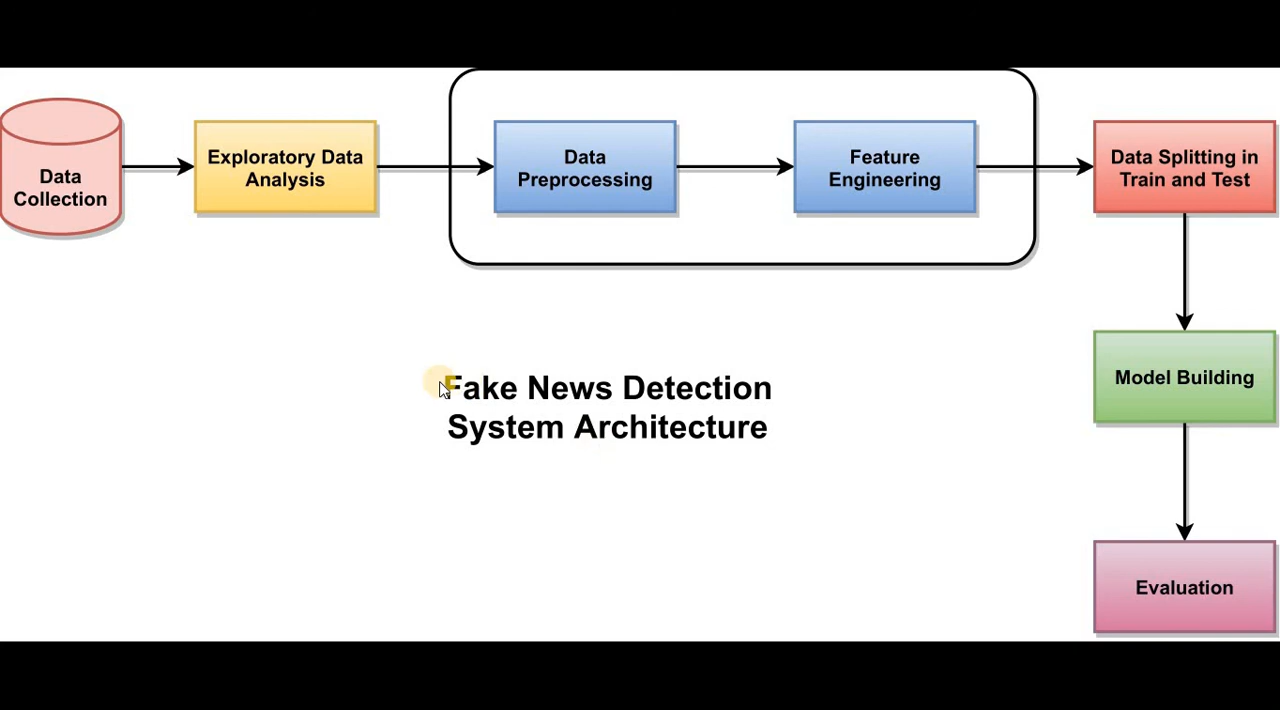 Data
Collection
Exploratory Data
Analysis
Data
Preprocessing
Feature
Engineering
Data Splitting in
Train and Test
Model Building
Evaluation
Fake News Detection
System Architecture